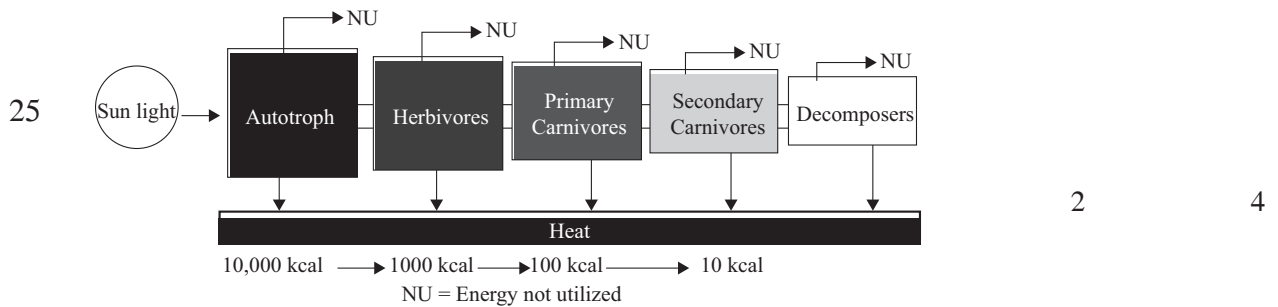 NU NU NU NU NU
25 Sun light Autotroph Herbivores Primary Carnivores Secondary Carnivores Decomposers
Heat
2 4
10,000 kcal 1000 kcal 100 kcal 10 kcal
NU = Energy not utilized